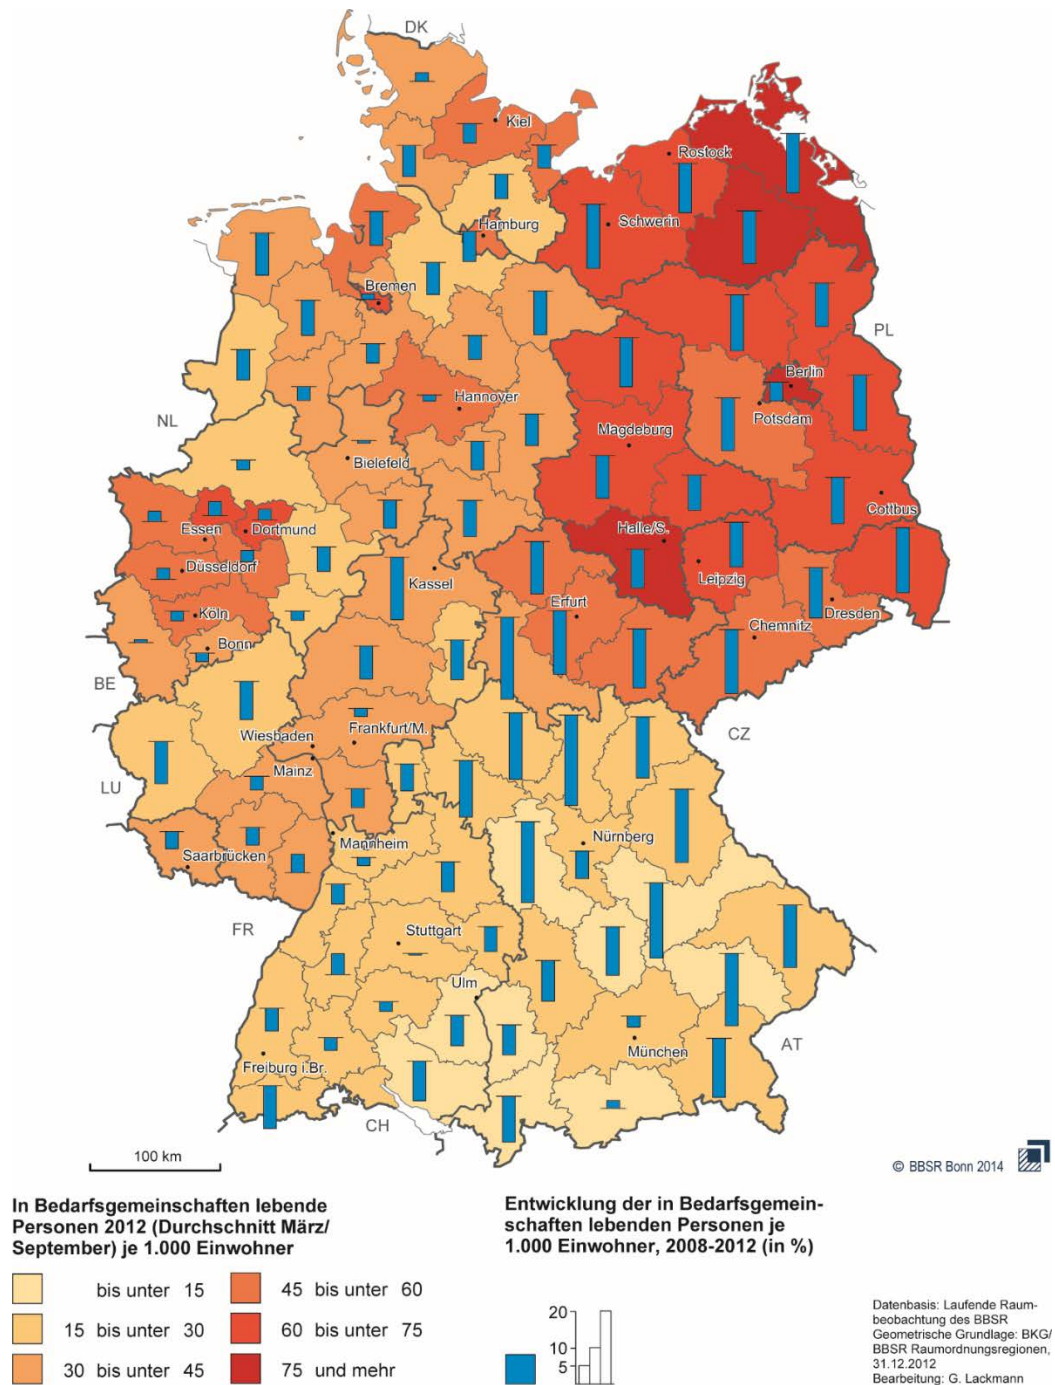 DK
Kiel
Rostock
Schwerin
Hamburg
Bremen
PL
Berlin
Hannover
Potsdam
NL
Magdeburg
Bielefeld
Cottbus
Essen
Dortmund
Halle/S.
Düsseldorf
Leipzig
Kassel
Erfurt
Köln
Dresden
Chemnitz
Bonn
BE
Wiesbaden
Frankfurt/M.
CZ
Mainz
LU
Nürnberg
Mannheim
Saarbrücken
FR
Stuttgart
Ulm
München
AT
Freiburg i.Br.
CH
100 km
© BBSR Bonn 2014
In Bedarfsgemeinschaften lebende
Personen 2012 (Durchschnitt März/
September) je 1.000 Einwohner
bis unter 15
15 bis unter 30
30 bis unter 45
45 bis unter 60
60 bis unter 75
75 und mehr
Entwicklung der in Bedarfsgemein-
schaften lebenden Personen je
1.000 Einwohner, 2008-2012 (in %)
20
10
5
Datenbasis: Laufende Raum-
beobachtung des BBSR
Geometrische Grundlage: BKG/
BBSR Raumordnungsregionen,
31.12.2012
Bearbeitung: G. Lackmann